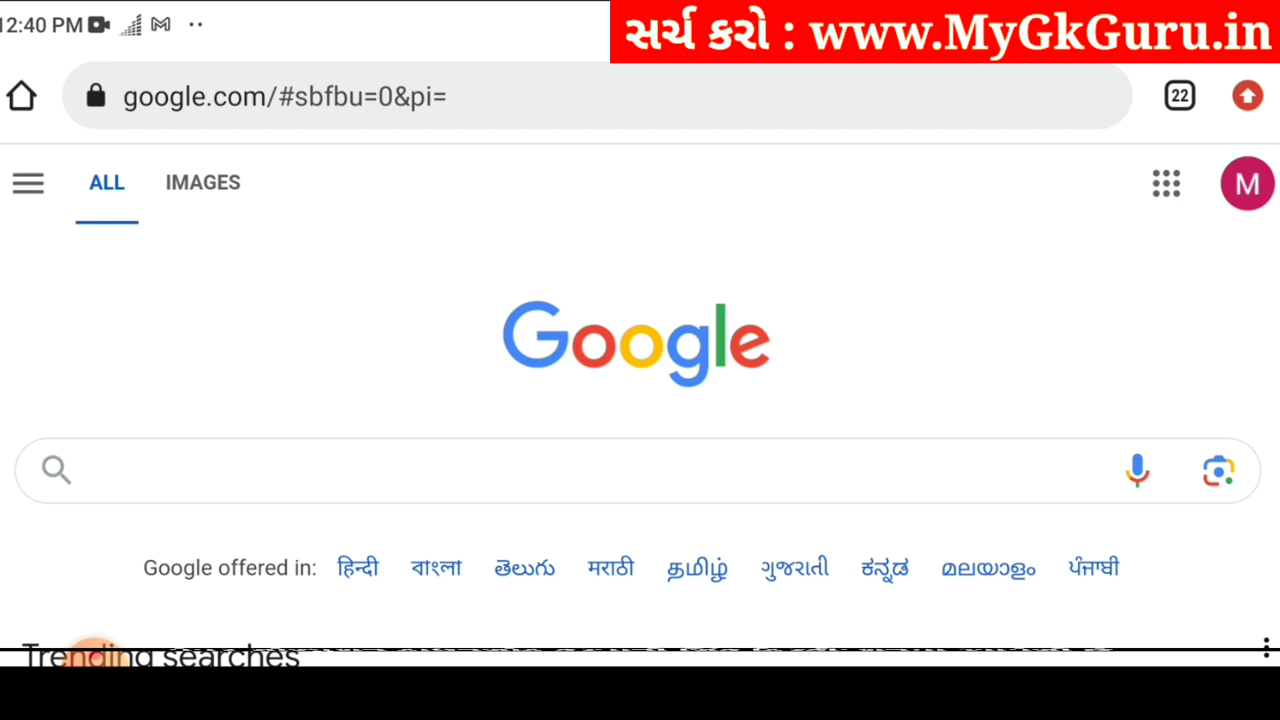 12:40 PM
સર્ચ કરો : www.MyGkGuru.in
google.com/#sbfbu=0&pi=
22
ALL IMAGES
M
Google
Google offered in: हिन्दी বাংলা తెలుగు मराठी தமிழ் ગુજરાતી ಕನ್ನಡ മലയാളം ਪੰਜਾਬੀ
Trending searches